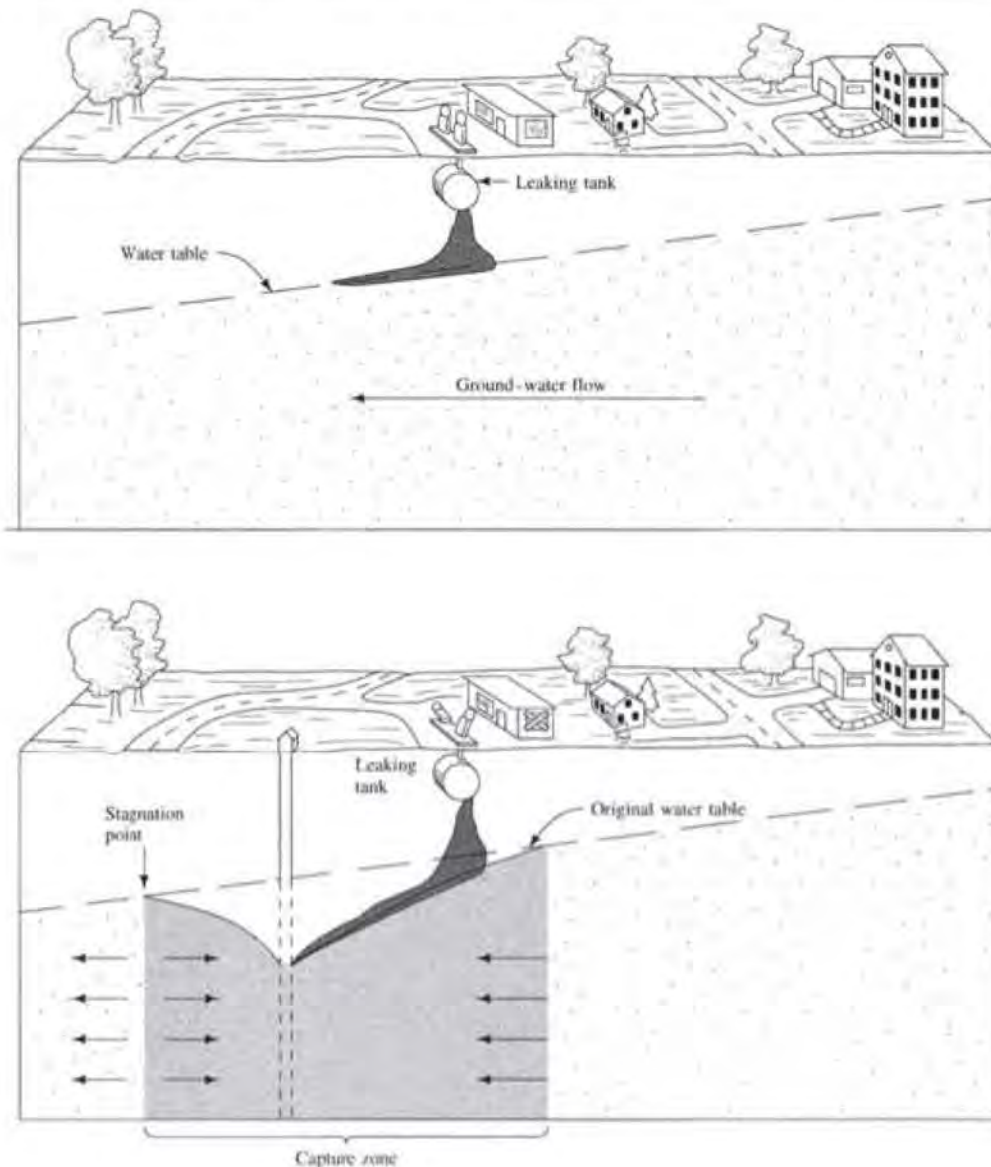 Leaking tank
Water table
Ground-water flow
Leaking
tank
Stagnation
point
Original water table
Capture zone